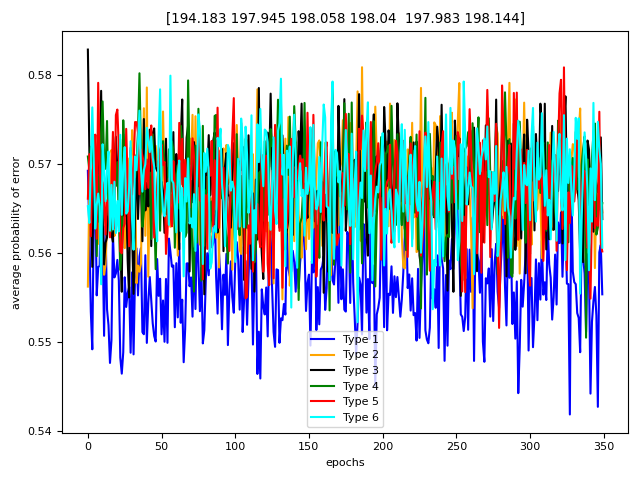 [194.183 197.945 198.058 198.04  197.983 198.144]
average probability of error
0.58
0.57
0.56
0.55
0.54
0
50
100
150
200
250
300
350
epochs
Type 1
Type 2
Type 3
Type 4
Type 5
Type 6